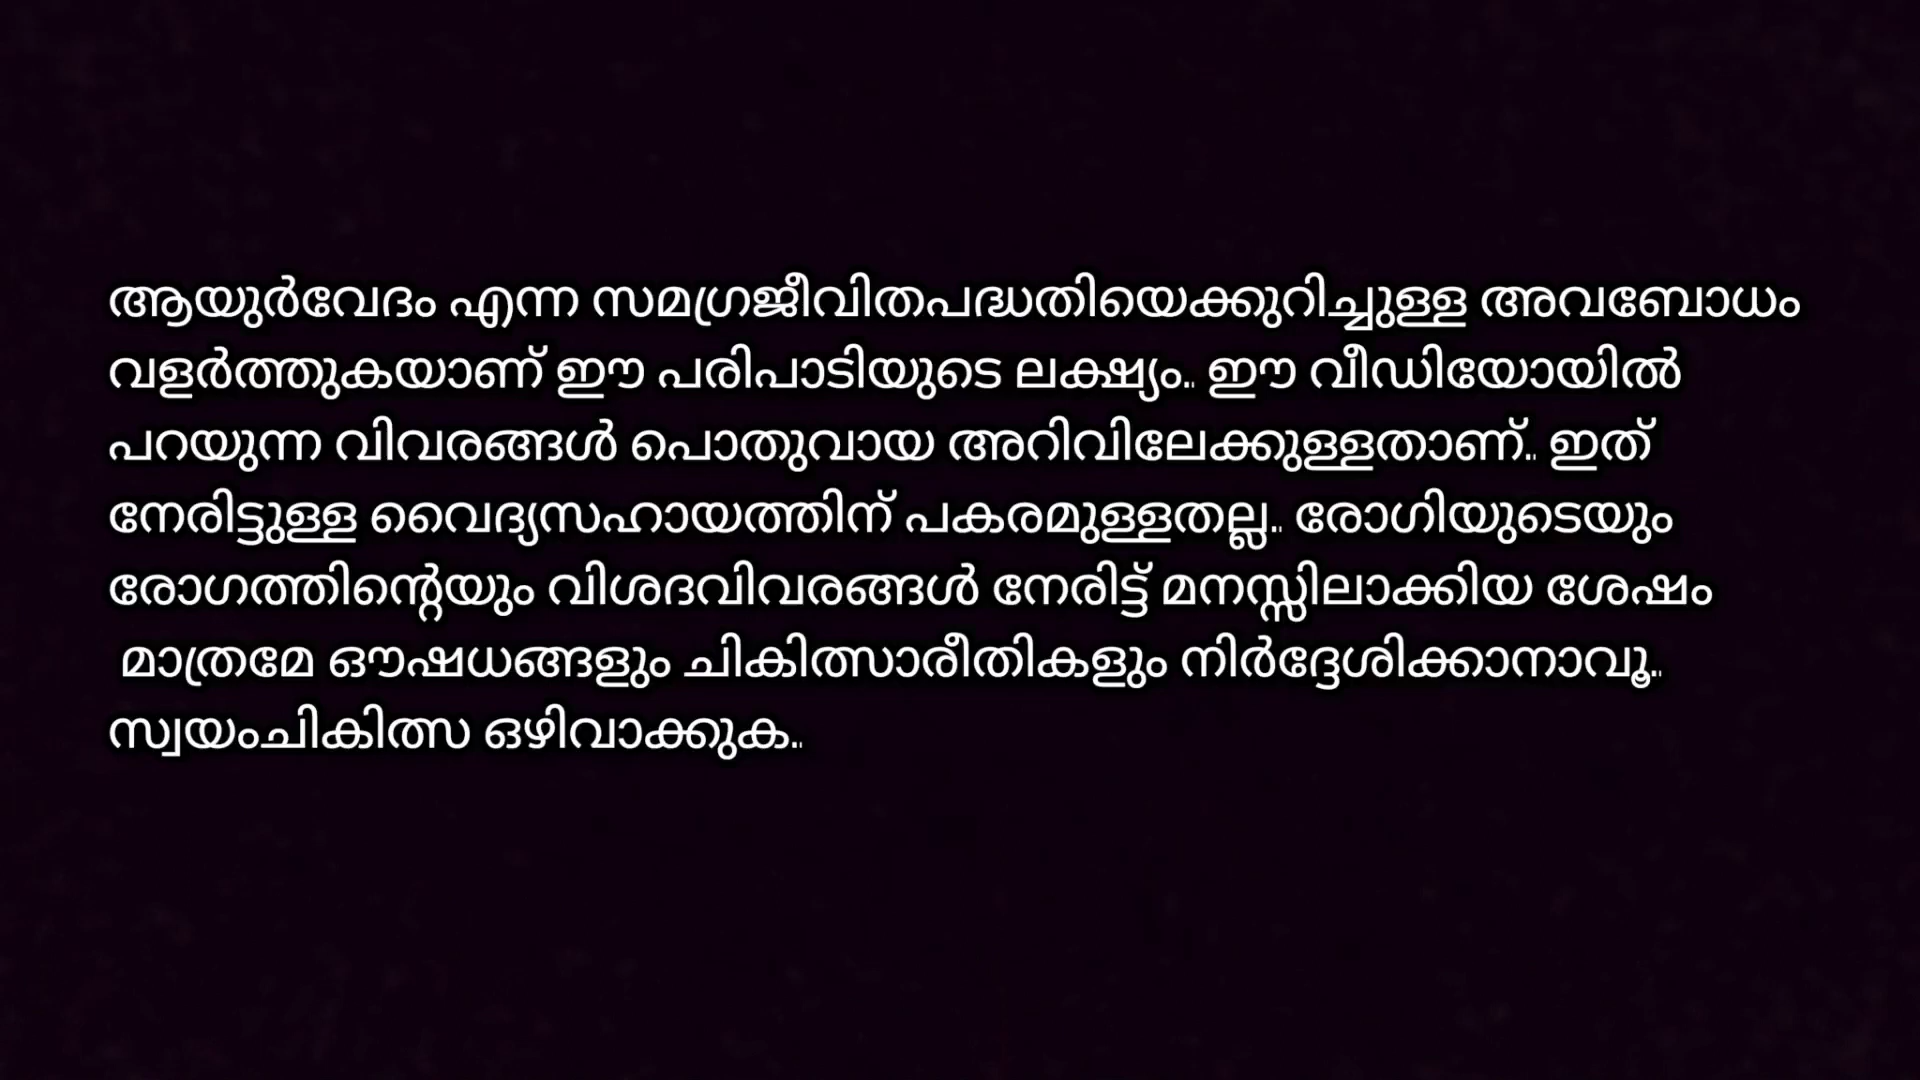 ആയുർവേദം എന്ന സമഗ്രജീവിതപദ്ധതിയെക്കുറിച്ചുള്ള അവബോധം
വളർത്തുകയാണ് ഈ പരിപാടിയുടെ ലക്ഷ്യം.. ഈ വീഡിയോയിൽ
പറയുന്ന വിവരങ്ങൾ പൊതുവായ അറിവിലേക്കുള്ളതാണ്.. ഇത്
നേരിട്ടുള്ള വൈദ്യസഹായത്തിന് പകരമുള്ളതല്ല.. രോഗിയുടെയും
രോഗത്തിന്റെയും വിശദവിവരങ്ങൾ നേരിട്ട് മനസ്സിലാക്കിയ ശേഷം
മാത്രമേ ഔഷധങ്ങളും ചികിത്സാരീതികളും നിർദ്ദേശിക്കാനാവൂ..
സ്വയംചികിത്സ ഒഴിവാക്കുക..